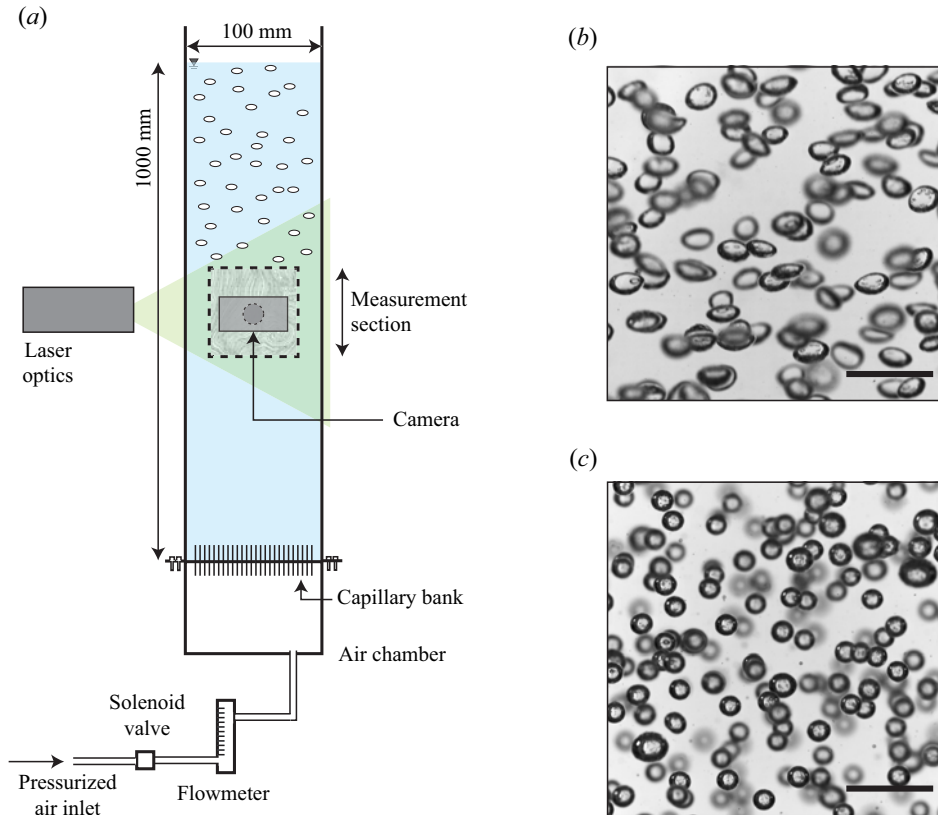 (a)
100 mm
1000 mm
Measurement
section
Laser
optics
Camera
Capillary bank
Air chamber
Solenoid
valve
Pressurized
air inlet
Flowmeter
(b)
(c)